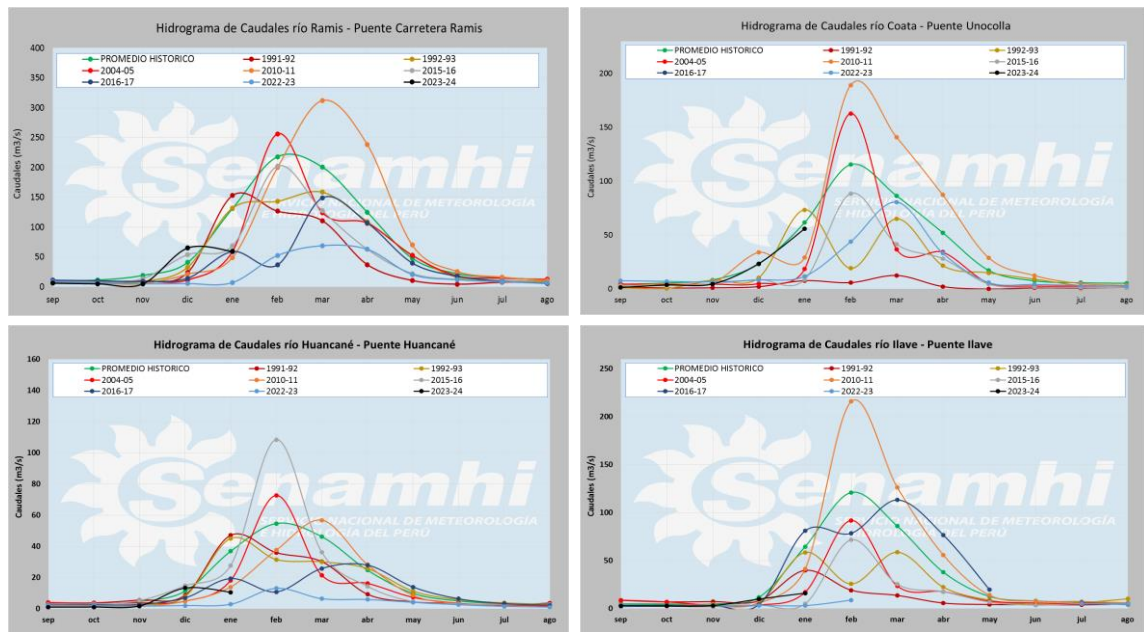 Hidrograma de Caudales río Ramis - Puente Carretera Ramis
PROMEDIO HISTORICO 1991-92 1992-93
2004-05 2010-11 2015-16
2016-17 2022-23 2023-24
Caudales (m3/s)
400
350
300
250
200
150
100
50
0
sep oct nov dic ene feb mar abr may jun jul ago
Senamhi
Hidrograma de Caudales río Coata - Puente Unocolla
PROMEDIO HISTORICO 1991-92 1992-93
2004-05 2010-11 2015-16
2016-17 2022-23 2023-24
Caudales (m3/s)
200
150
100
50
0
sep oct nov dic ene feb mar abr may jun jul ago
Senamhi
Hidrograma de Caudales río Huancané - Puente Huancané
PROMEDIO HISTORICO 1991-92 1992-93
2004-05 2010-11 2015-16
2016-17 2022-23 2023-24
Caudales (m3/s)
160
140
120
100
80
60
40
20
0
sep oct nov dic ene feb mar abr may jun jul ago
Senamhi
Hidrograma de Caudales río Ilave - Puente Ilave
PROMEDIO HISTORICO 1991-92 1992-93
2004-05 2010-11 2015-16
2016-17 2022-23 2023-24
Caudales (m3/s)
250
200
150
100
50
0
sep oct nov dic ene feb mar abr may jun jul ago
Senamhi